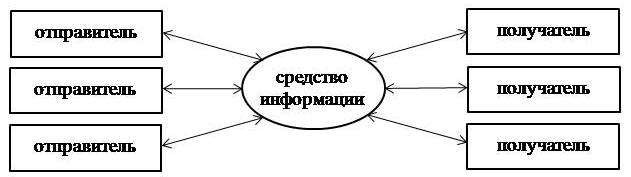 отправитель
отправитель
отправитель
средство
информации
получатель
получатель
получатель